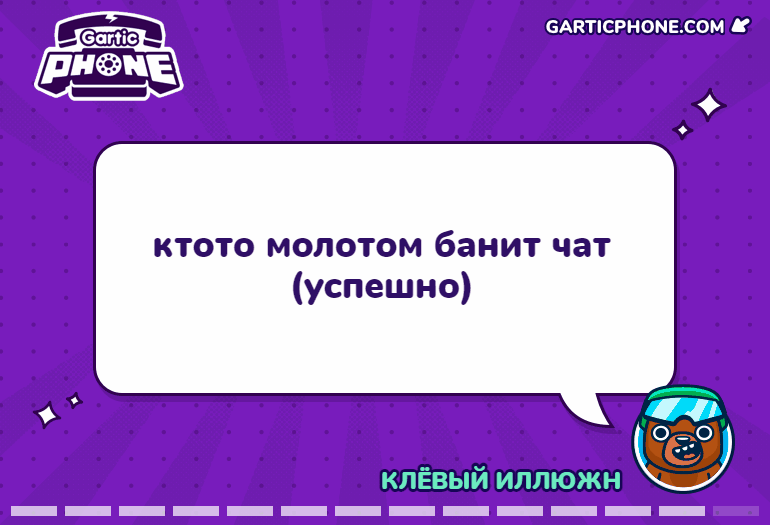 Gartic
PHONE
GARTICPHONE.COM
ктото молотом банит чат
(успешно)
КЛЁВЫЙ ИЛЛЮЖН